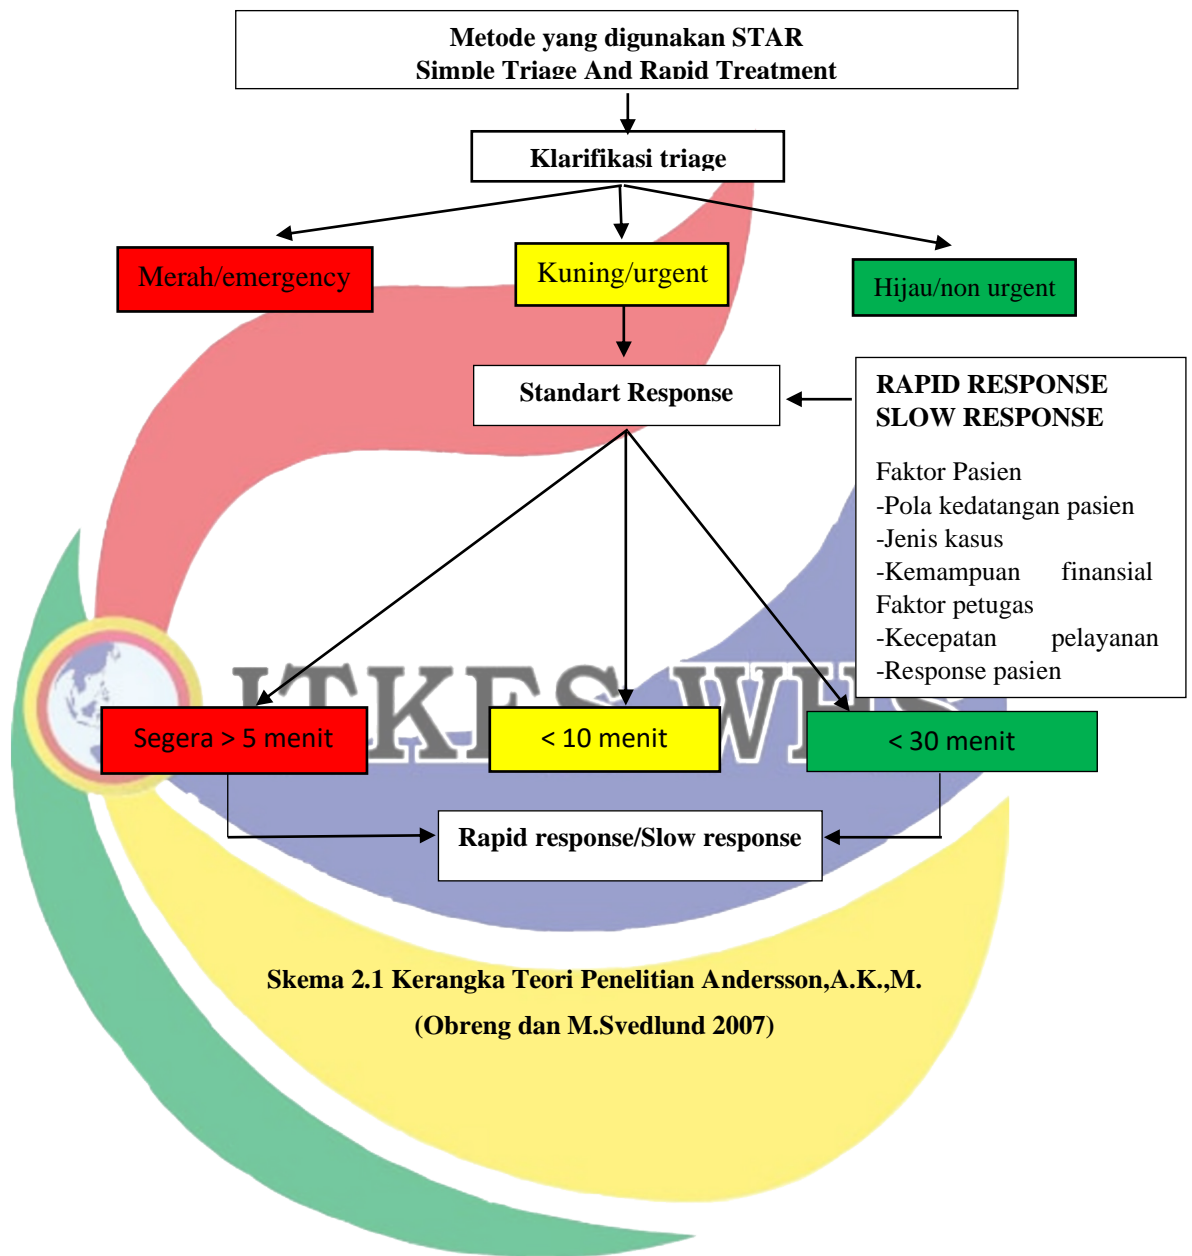 Metode yang digunakan STAR
Simple Triage And Rapid Treatment
Klarifikasi triage
Merah/emergency
Kuning/urgent
Hijau/non urgent
Standart Response
RAPID RESPONSE
SLOW RESPONSE
Faktor Pasien
-Pola kedatangan pasien
-Jenis kasus
-Kemampuan finansial
Faktor petugas
-Kecepatan pelayanan
-Response pasien
ITKES WHS
Segera > 5 menit
< 10 menit
< 30 menit
Rapid response/Slow response
Skema 2.1 Kerangka Teori Penelitian Andersson,A.K.,M.
(Obreng dan M.Svedlund 2007)